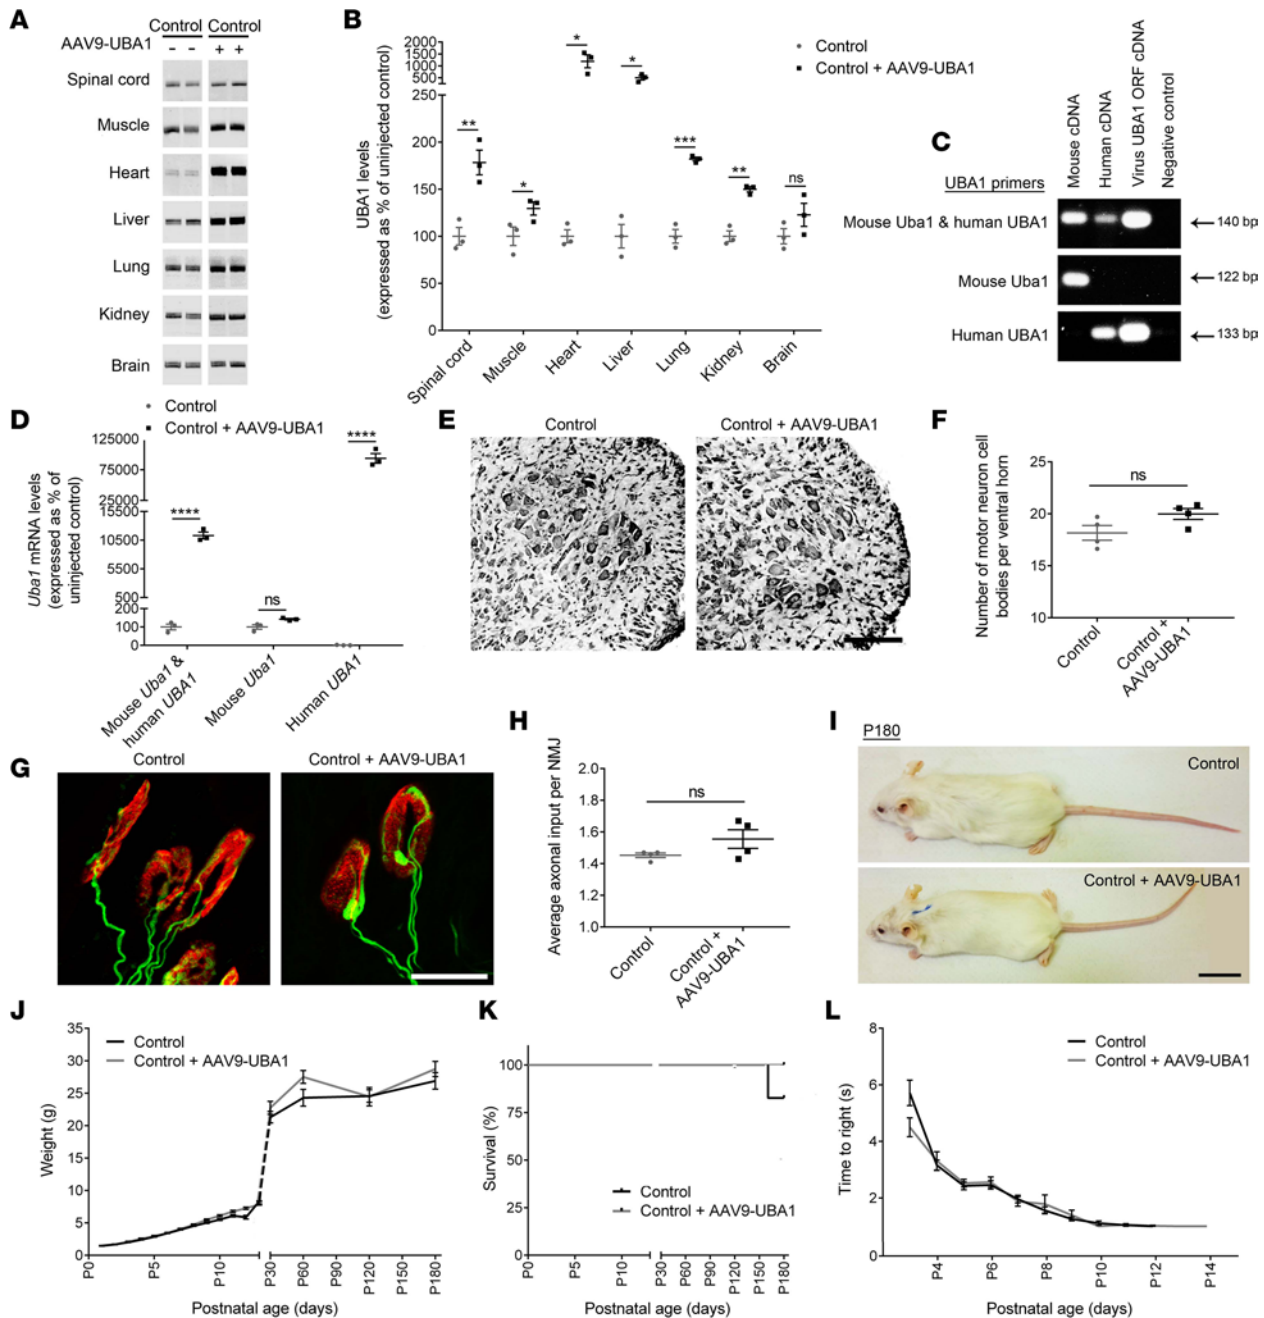 A
Control Control
AAV9-UBA1 - - + +
Spinal cord
Muscle
Heart
Liver
Lung
Kidney
Brain
B
UBA1 levels
(expressed as % of uninjected control)
2000
1500
1000
500
250
200
150
100
50
0
** * * * *** ** ns
Spinal cord Muscle Heart Liver Lung Kidney Brain
Control
Control + AAV9-UBA1
C
Mouse cDNA
Human cDNA
Virus UBA1 ORF cDNA
Negative control
UBA1 primers
Mouse Uba1 & human UBA1 140 bp
Mouse Uba1 122 bp
Human UBA1 133 bp
D
Control
Control + AAV9-UBA1
Uba1 mRNA levels
(expressed as % of
uninjected control)
125000
75000
25000
15500
10500
5500
500
200
100
0
**** ns ****
Mouse Uba1 &
human UBA1
Mouse Uba1
Human UBA1
E
Control Control + AAV9-UBA1
F
Number of motor neuron cell
bodies per ventral horn
25
20
15
10
ns
Control
Control +
AAV9-UBA1
G
Control Control + AAV9-UBA1
H
Average axonal input per NMJ
2.0
1.8
1.6
1.4
1.2
1.0
ns
Control
Control +
AAV9-UBA1
I
P180
Control
Control + AAV9-UBA1
J
Weight (g)
35
30
25
20
15
10
5
0
Control
Control + AAV9-UBA1
P0 P5 P10 P30 P60 P90 P120 P150 P180
Postnatal age (days)
K
Survival (%)
100
75
50
25
0
Control
Control + AAV9-UBA1
P0 P5 P10 P30 P60 P90 P120 P150 P180
Postnatal age (days)
L
Time to right (s)
8
6
4
2
0
Control
Control + AAV9-UBA1
P4 P6 P8 P10 P12 P14
Postnatal age (days)